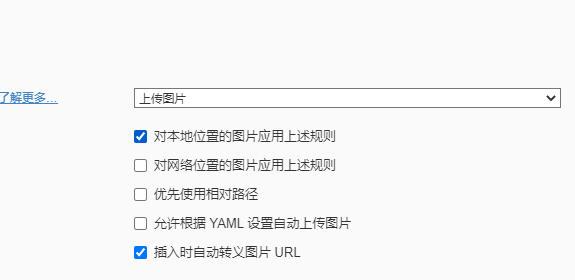 了解更多...
上传图片
对本地位置的图片应用上述规则
对网络位置的图片应用上述规则
优先使用相对路径
允许根据 YAML 设置自动上传图片
插入时自动转义图片 URL